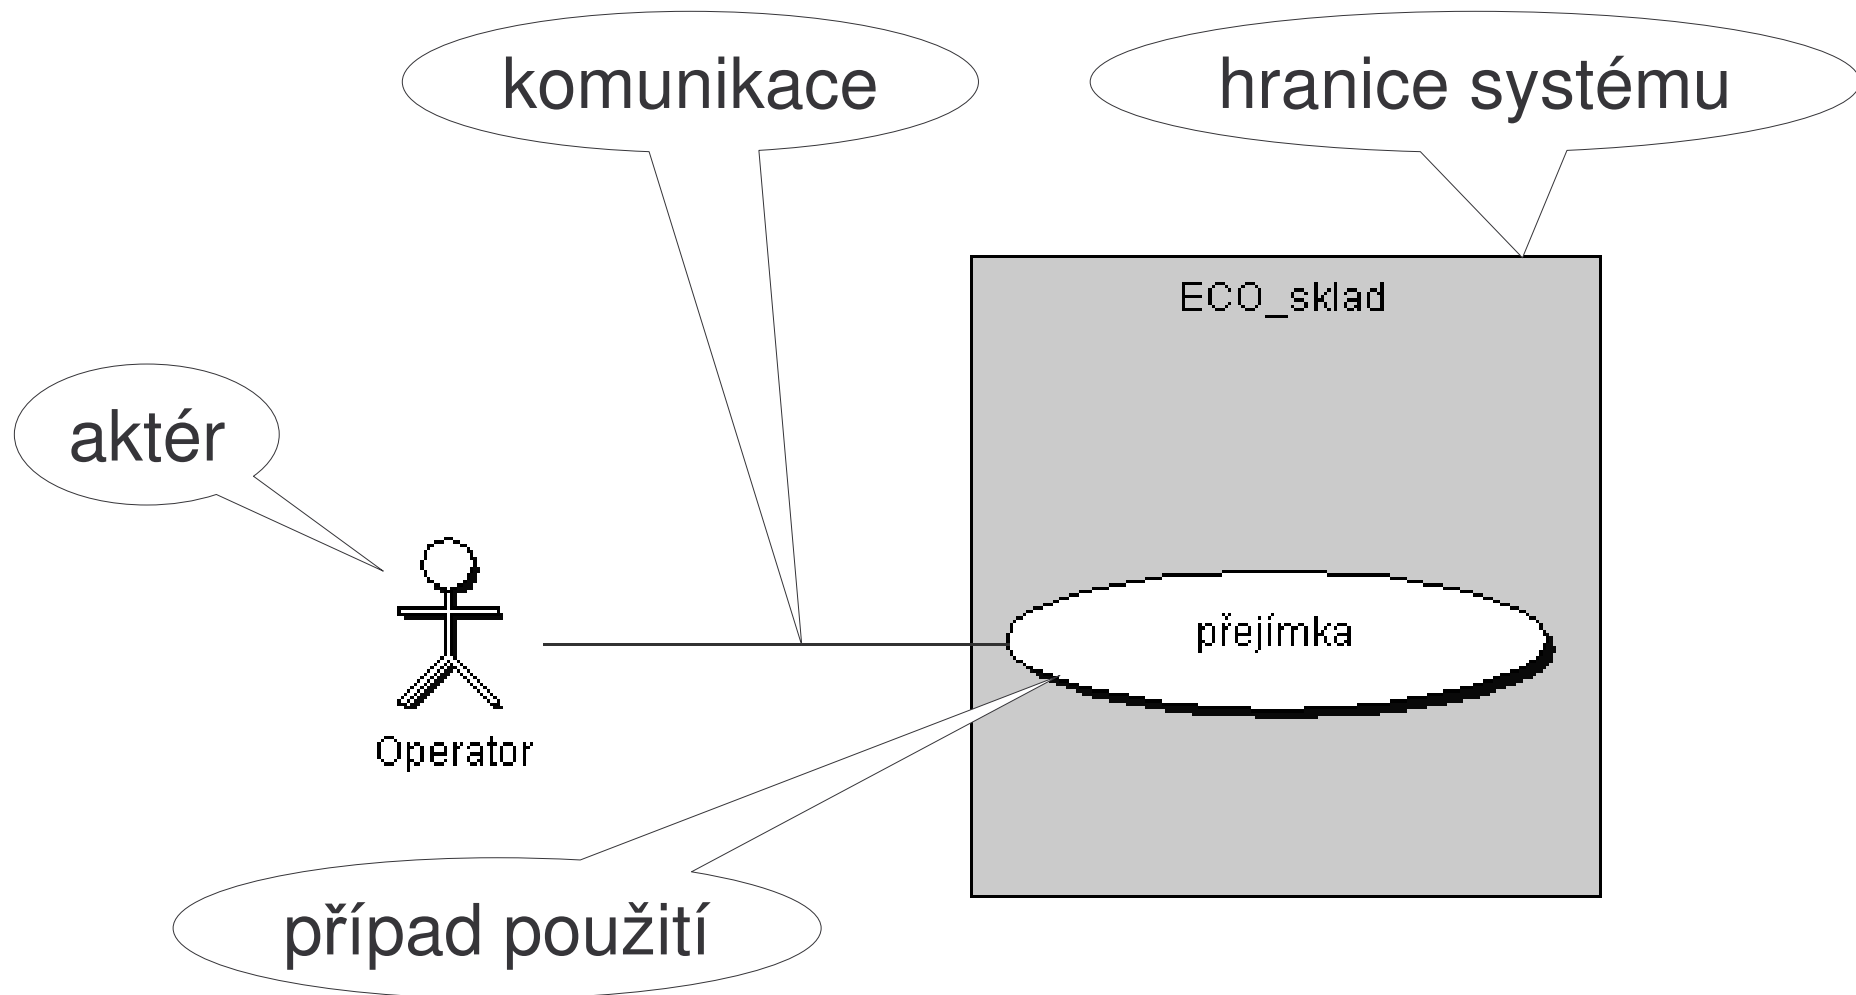 komunikace
hranice systému
ECO_sklad
aktér
přejímka
Operator
případ použití